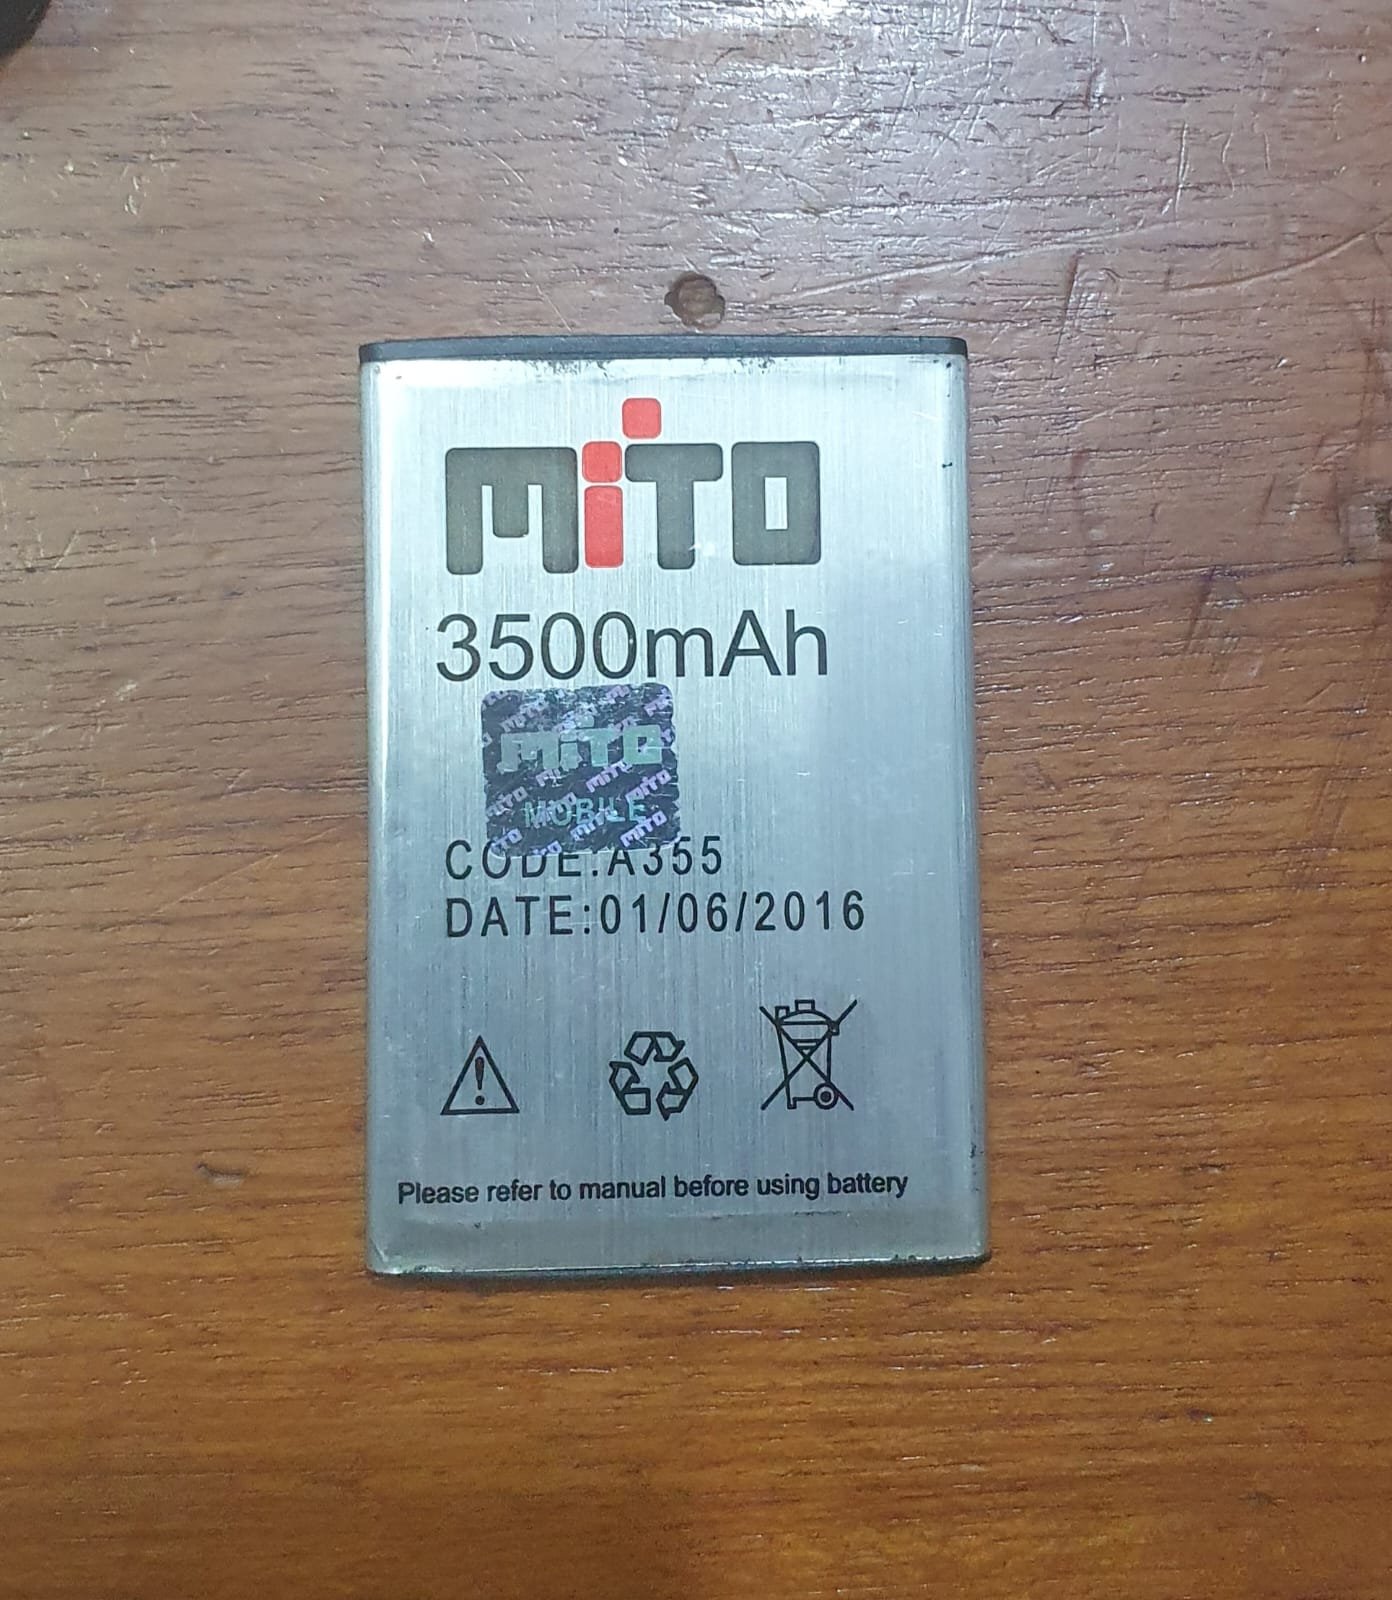 MiTO
3500mAh
MiTO
MOBILE
CODE:A355
DATE:01/06/2016
Please refer to manual before using battery